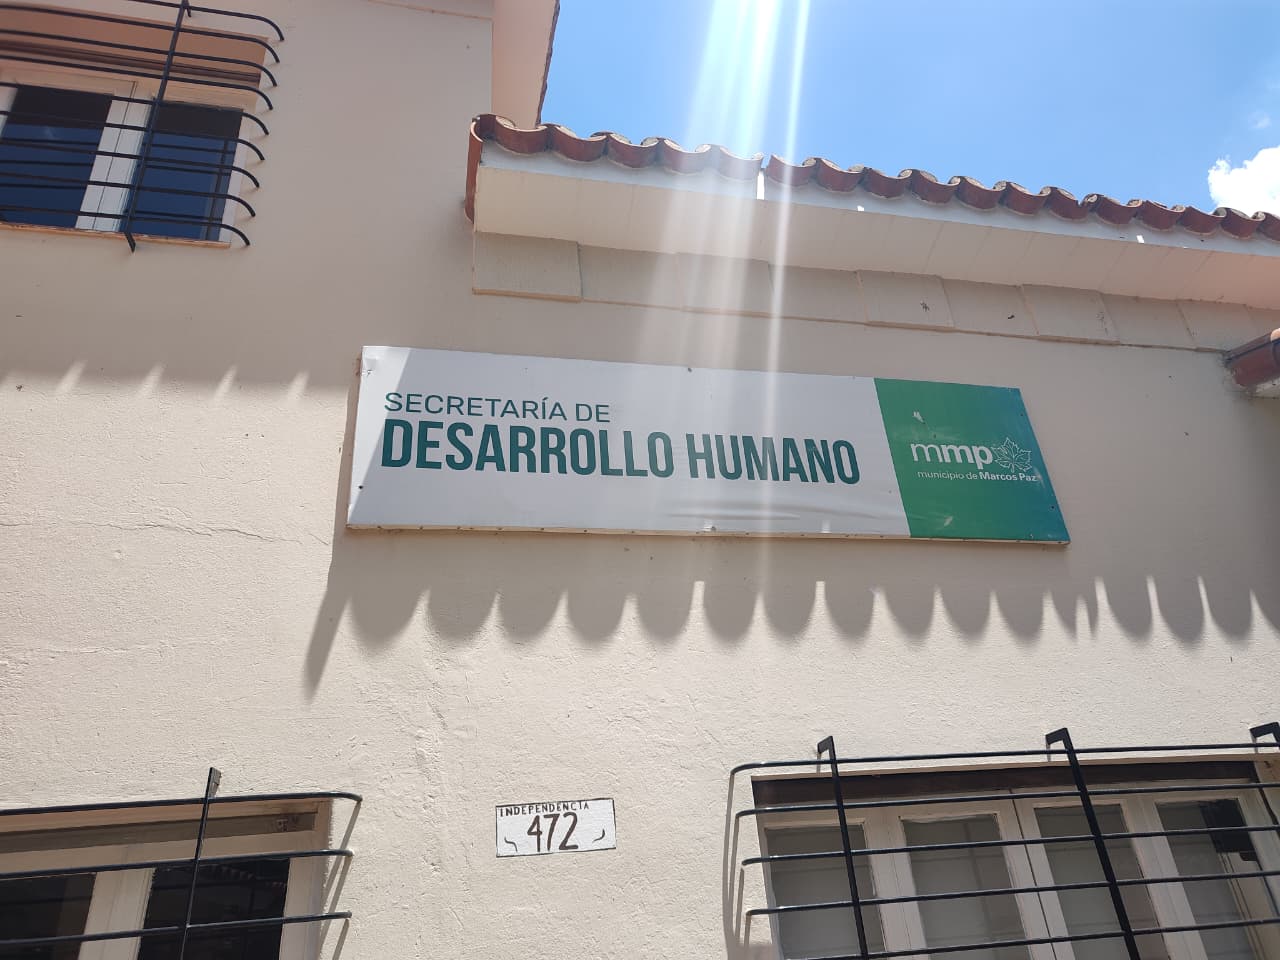 SECRETARÍA DE
DESARROLLO HUMANO
mmp
municipio de Marcos Paz
INDEPENDENCIA
472